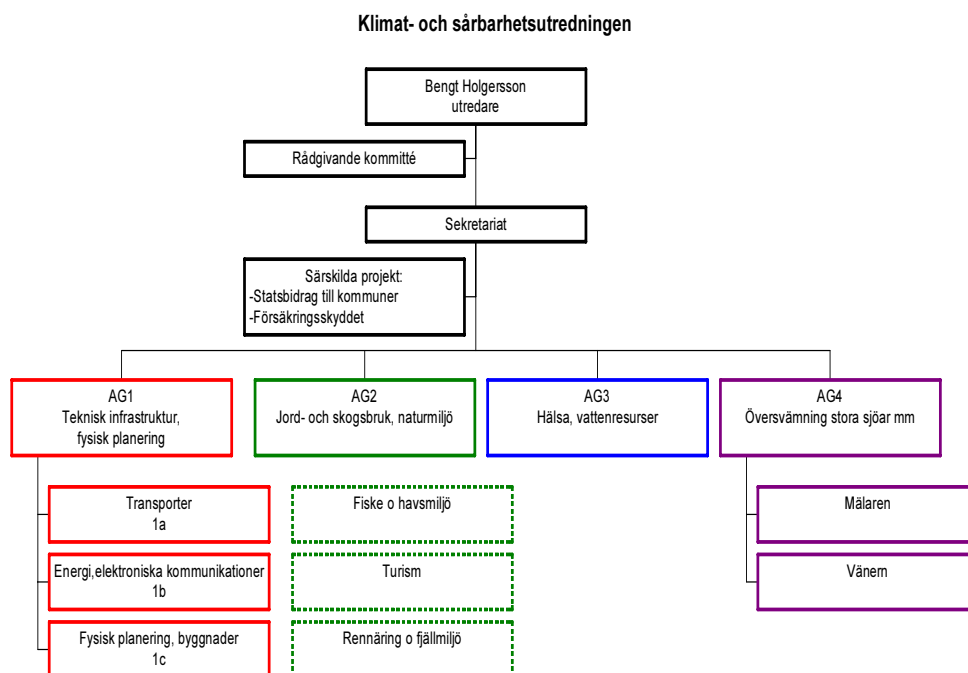 Klimat- och sårbarhetsutredningen
Bengt Holgersson
utredare
Rådgivande kommitté
Sekretariat
Särskilda projekt:
-Statsbidrag till kommuner
-Försäkringsskyddet
AG1
Teknisk infrastruktur,
fysisk planering
AG2
Jord- och skogsbruk, naturmiljö
AG3
Hälsa, vattenresurser
AG4
Översvämning stora sjöar mm
Transporter
1a
Energi,elektroniska kommunikationer
1b
Fysisk planering, byggnader
1c
Fiske o havsmiljö
Turism
Rennäring o fjällmiljö
Mälaren
Vänern